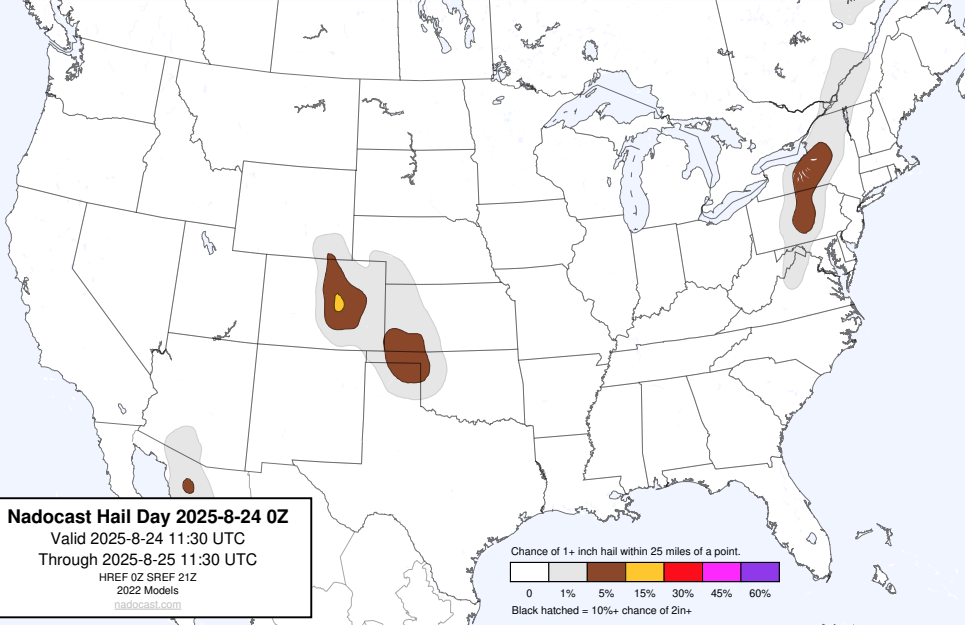 Nadocast Hail Day 2025-8-24 0Z
Valid 2025-8-24 11:30 UTC
Through 2025-8-25 11:30 UTC
HREF 0Z SREF 21Z
2022 Models
nadocast.com
Chance of 1+ inch hail within 25 miles of a point.
0 1% 5% 15% 30% 45% 60%
Black hatched = 10%+ chance of 2in+